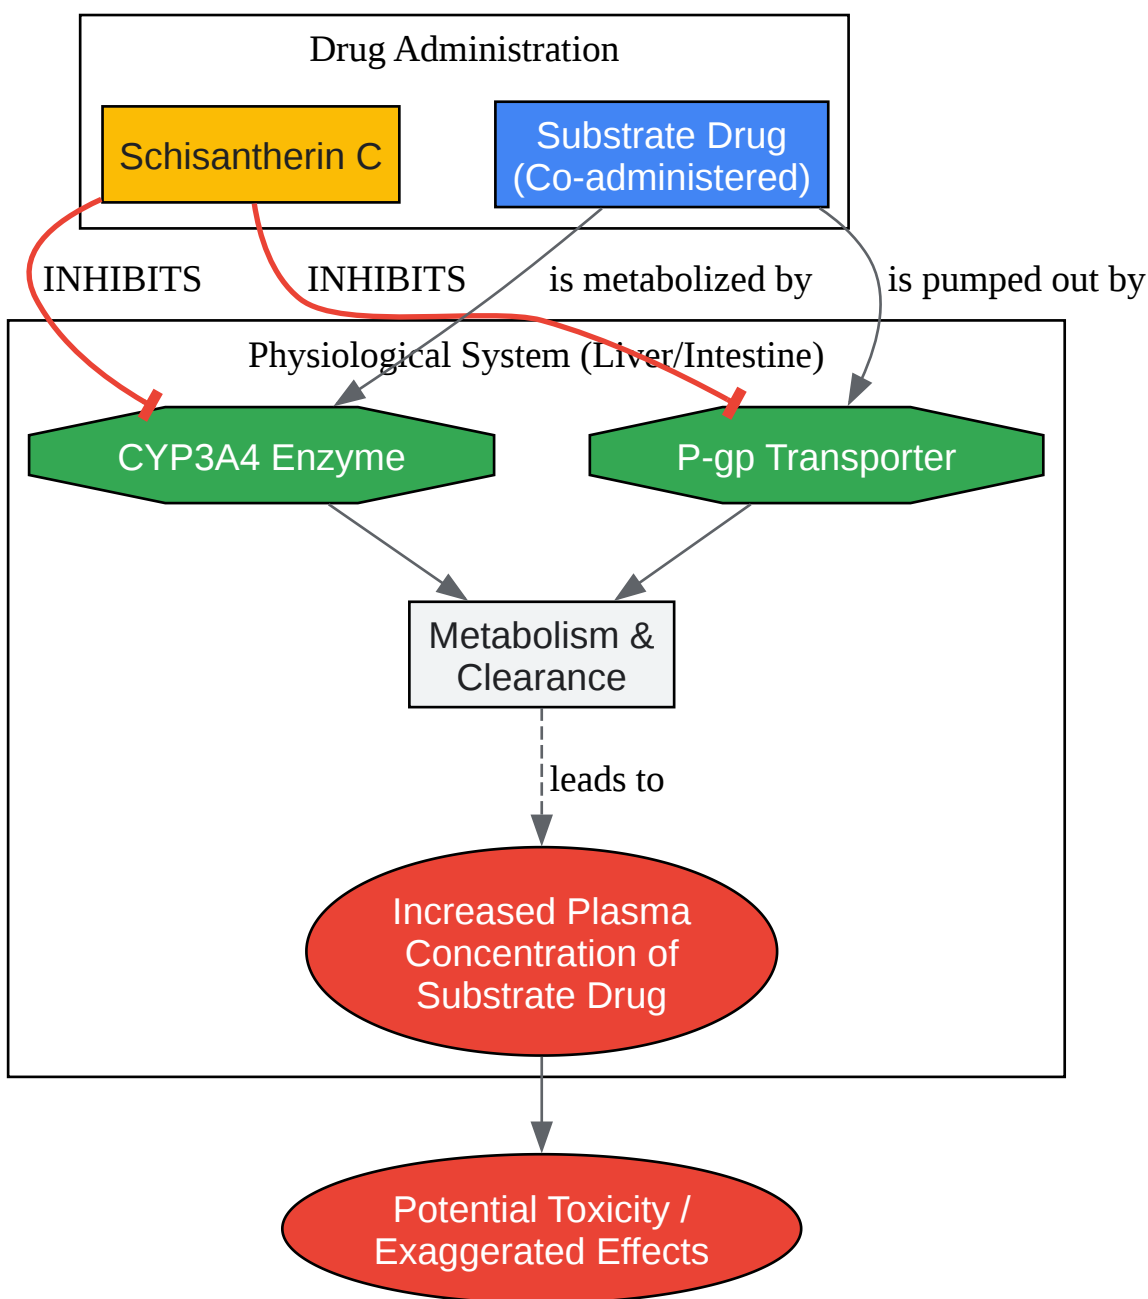 Drug Administration
Schisantherin C
Substrate Drug
(Co-administered)
INHIBITS
INHIBITS
is metabolized by
is pumped out by
Physiological System (Liver/Intestine)
CYP3A4 Enzyme
P-gp Transporter
Metabolism &
Clearance
leads to
Increased Plasma
Concentration of
Substrate Drug
Potential Toxicity /
Exaggerated Effects